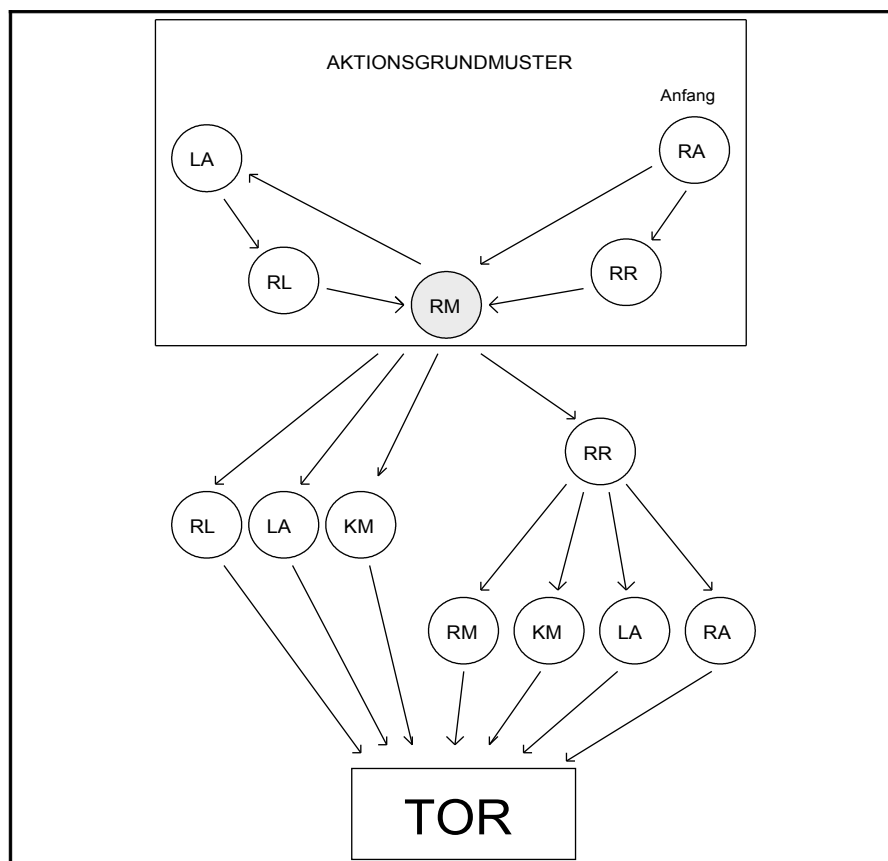 AKTIONSGRUNDMUSTER
Anfang
LA
RA
RL
RR
RM
RR
RL
LA
KM
RM
KM
LA
RA
TOR